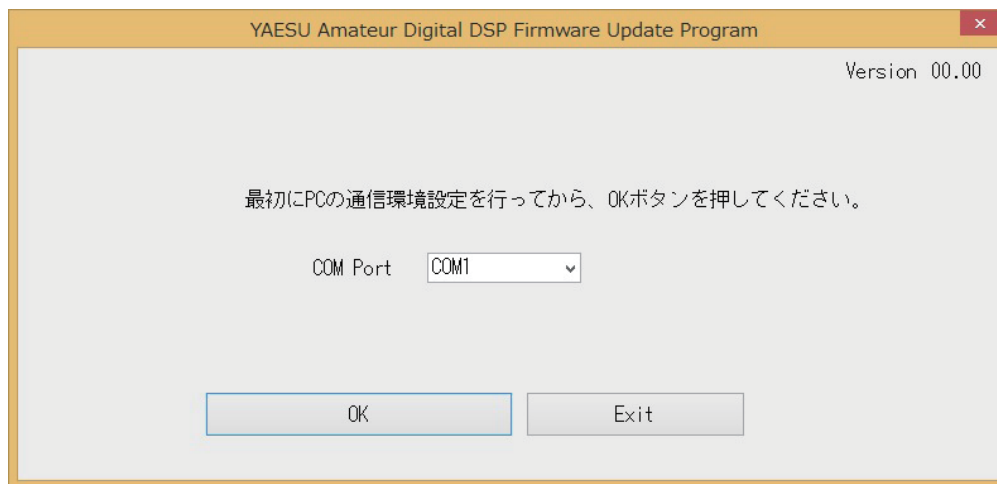 YAESU Amateur Digital DSP Firmware Update Program
Version 00.00
最初にPCの通信環境設定を行ってから、OKボタンを押してください。
COM Port COM1
OK Exit